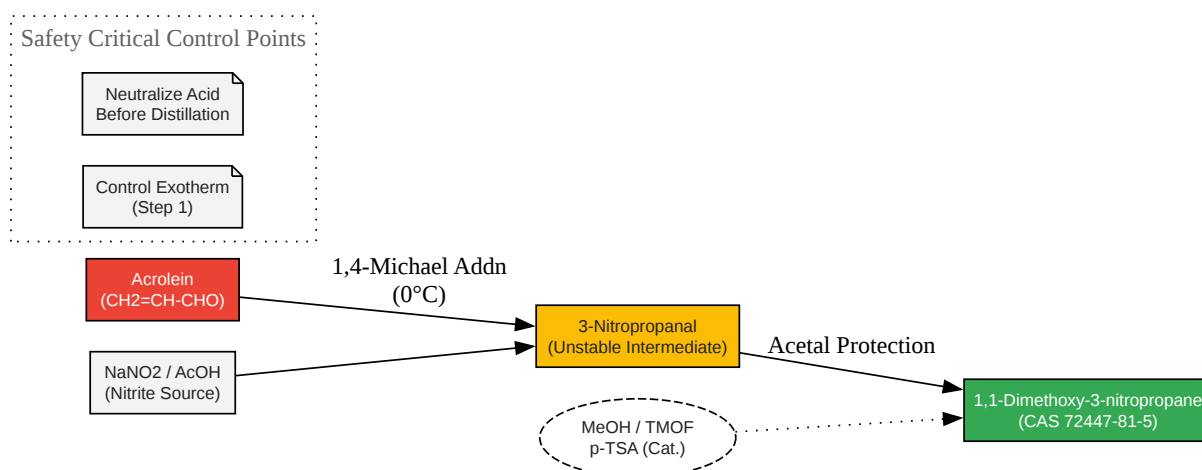 Safety Critical Control Points
Neutralize Acid
Before Distillation
Control Exotherm
(Step 1)
Acrolein
(CH2=CH-CHO)
1,4-Michael Addn
(0°C)
NaNO2 / AcOH
(Nitrite Source)
3-Nitropropanal
(Unstable Intermediate)
Acetal Protection
MeOH / TMOF
p-TSA (Cat.)
1,1-Dimethoxy-3-nitropropane
(CAS 72447-81-5)